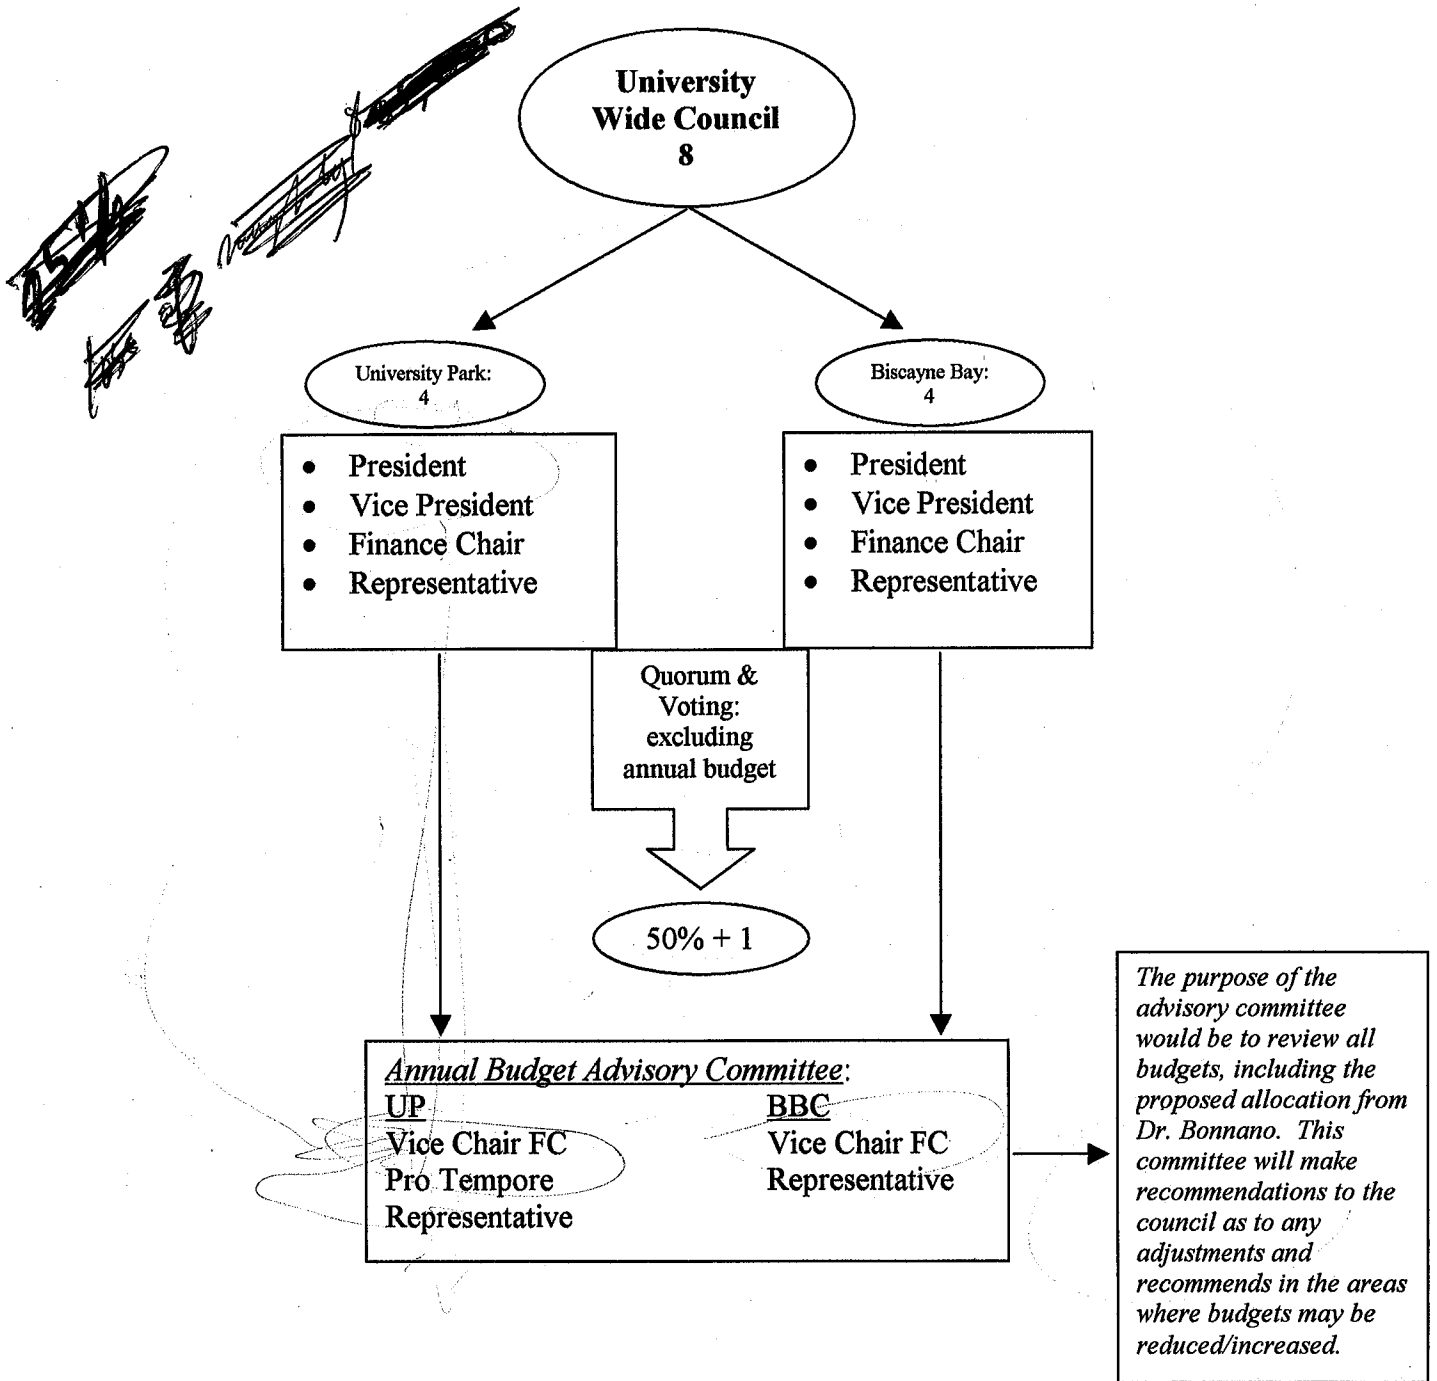 University
Wide Council
8
University Park:
4
Biscayne Bay:
4
• President
• Vice President
• Finance Chair
• Representative
• President
• Vice President
• Finance Chair
• Representative
Quorum &
Voting:
excluding
annual budget
50% + 1
Annual Budget Advisory Committee:
UP
Vice Chair FC
Pro Tempore
Representative
BBC
Vice Chair FC
Representative
The purpose of the
advisory committee
would be to review all
budgets, including the
proposed allocation from
Dr. Bonnano. This
committee will make
recommendations to the
council as to any
adjustments and
recommends in the areas
where budgets may be
reduced/increased.